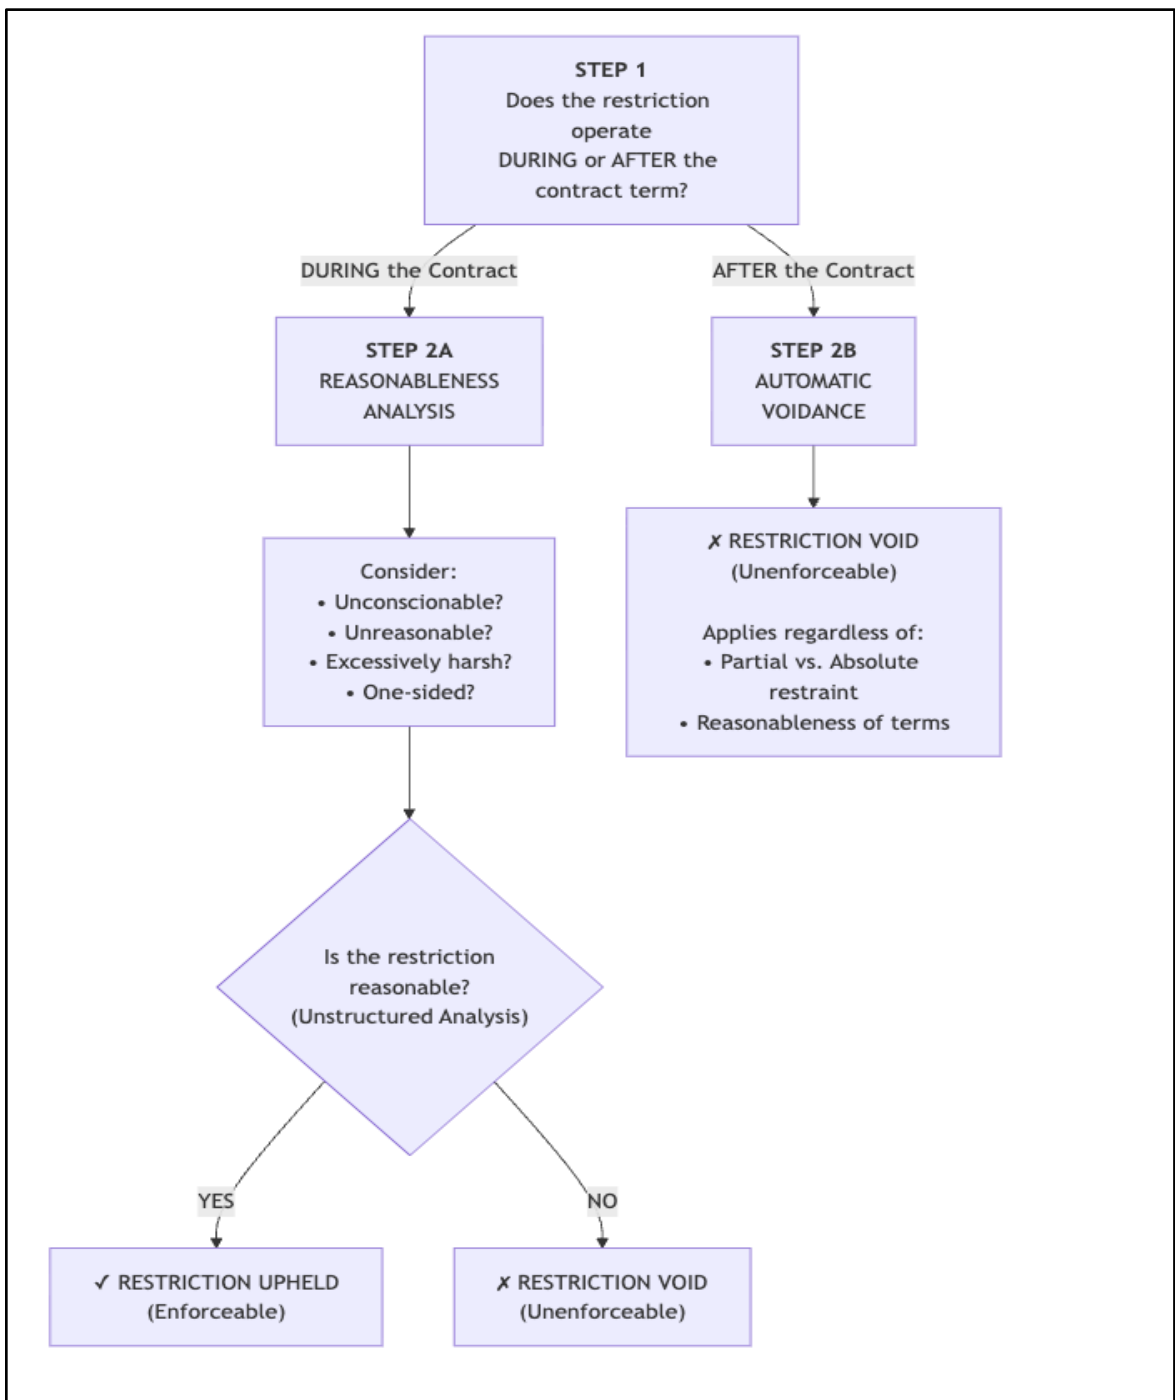 STEP 1
Does the restriction
operate
DURING or AFTER the
contract term?
DURING the Contract
AFTER the Contract
STEP 2A
REASONABLENESS
ANALYSIS
STEP 2B
AUTOMATIC
VOIDANCE
Consider:
• Unconscionable?
• Unreasonable?
• Excessively harsh?
• One-sided?
✗ RESTRICTION VOID
(Unenforceable)
Applies regardless of:
• Partial vs. Absolute
restraint
• Reasonableness of terms
Is the restriction
reasonable?
(Unstructured Analysis)
YES
NO
✓ RESTRICTION UPHELD
(Enforceable)
✗ RESTRICTION VOID
(Unenforceable)